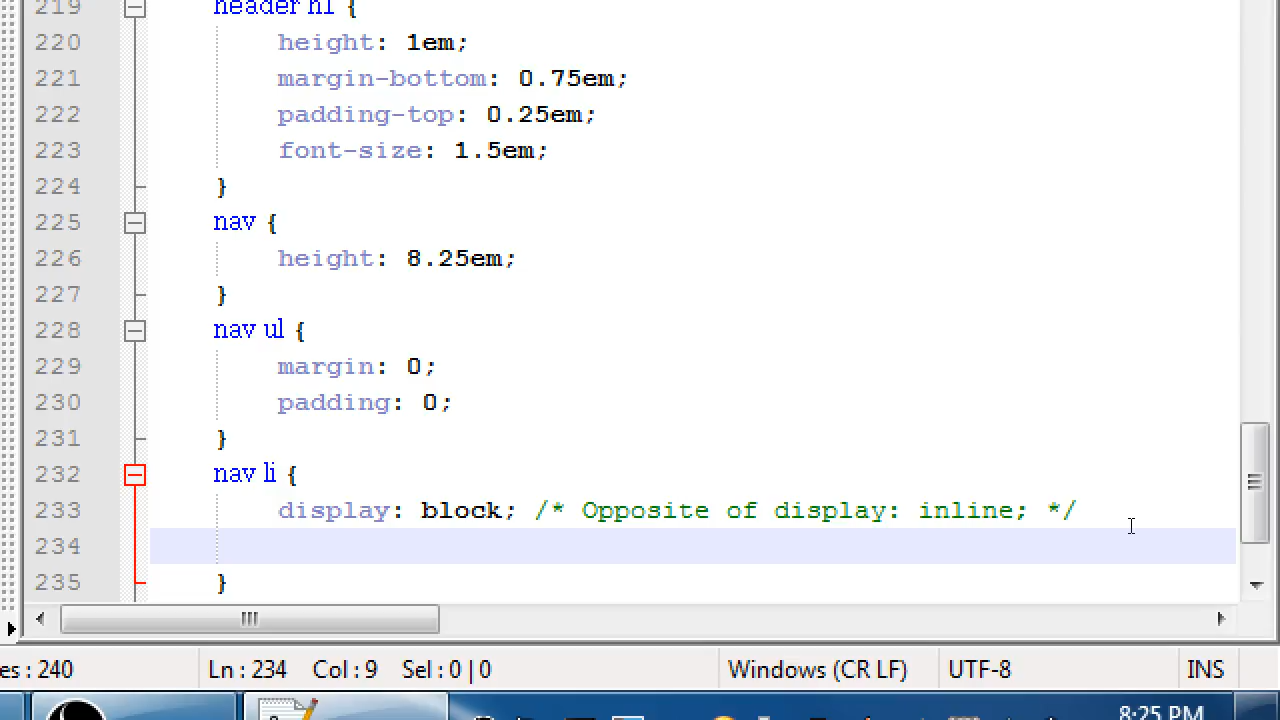 219 header h1 {
220 height: 1em;
221 margin-bottom: 0.75em;
222 padding-top: 0.25em;
223 font-size: 1.5em;
224 }
225 nav {
226 height: 8.25em;
227 }
228 nav ul {
229 margin: 0;
230 padding: 0;
231 }
232 nav li {
233 display: block; /* Opposite of display: inline; */
234
235 }
es : 240 Ln : 234 Col : 9 Sel : 0 | 0 Windows (CR LF) UTF-8 INS
8:25 PM